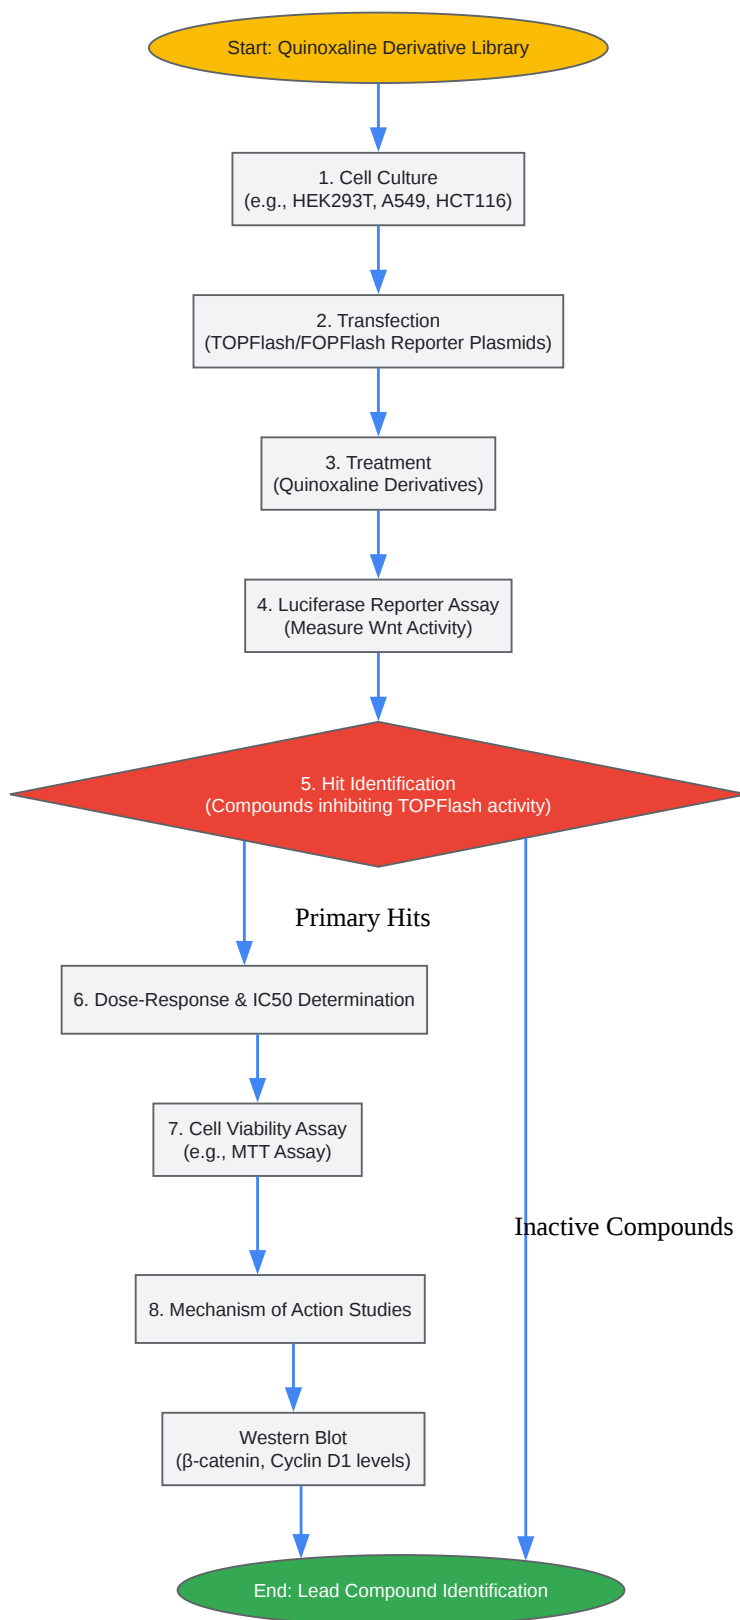 Start: Quinoxaline Derivative Library
1. Cell Culture
(e.g., HEK293T, A549, HCT116)
2. Transfection
(TOPFlash/FOPFlash Reporter Plasmids)
3. Treatment
(Quinoxaline Derivatives)
4. Luciferase Reporter Assay
(Measure Wnt Activity)
5. Hit Identification
(Compounds inhibiting TOPFlash activity)
Primary Hits
6. Dose-Response & IC50 Determination
7. Cell Viability Assay
(e.g., MTT Assay)
Inactive Compounds
8. Mechanism of Action Studies
Western Blot
(β-catenin, Cyclin D1 levels)
End: Lead Compound Identification